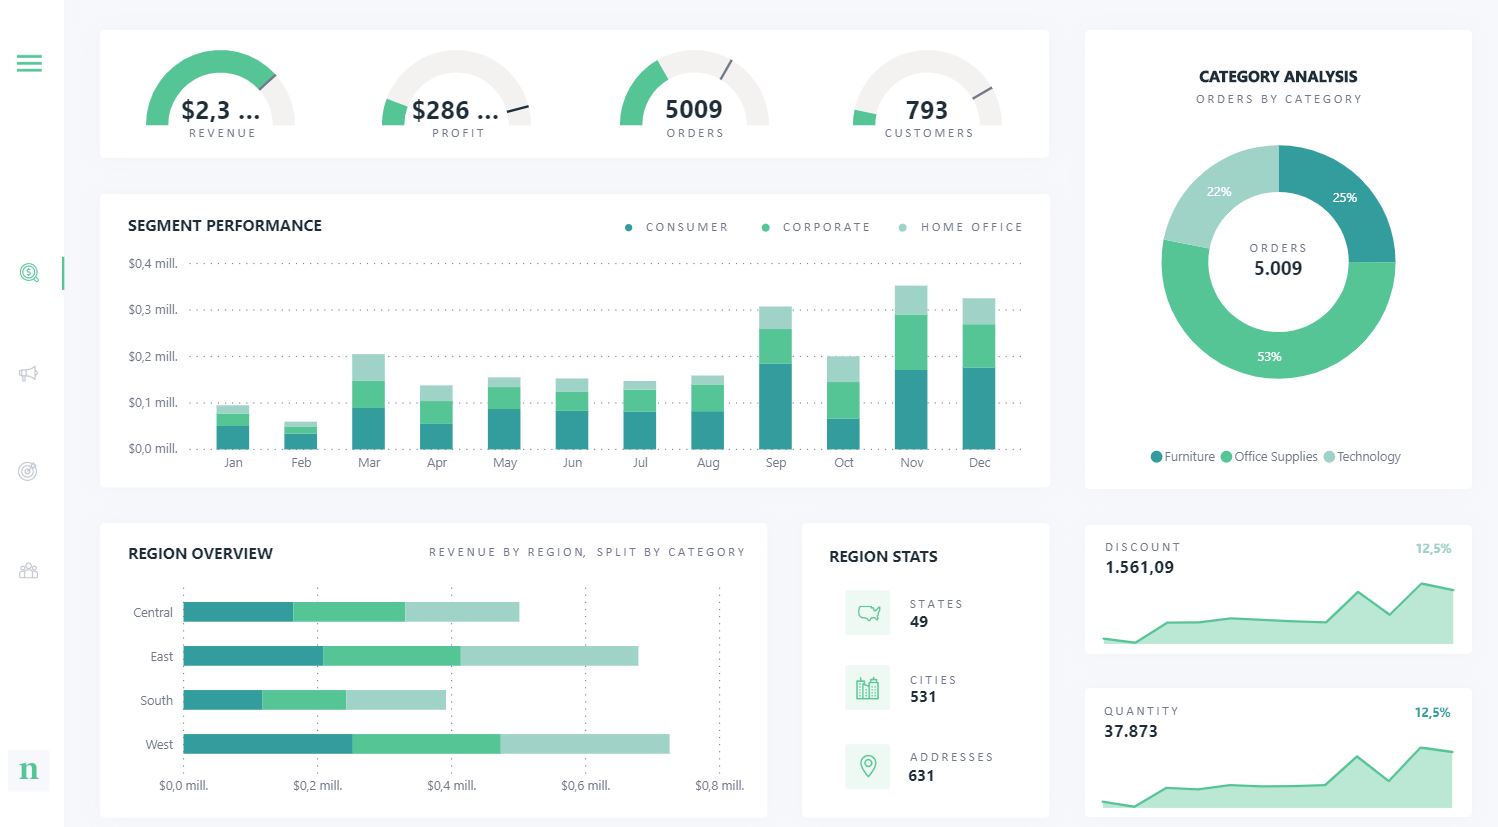 $2,3 ...
REVENUE
$286 ...
PROFIT
5009
ORDERS
793
CUSTOMERS
SEGMENT PERFORMANCE
CONSUMER CORPORATE HOME OFFICE
$0,4 mill.
$0,3 mill.
$0,2 mill.
$0,1 mill.
$0,0 mill.
Jan Feb Mar Apr May Jun Jul Aug Sep Oct Nov Dec
CATEGORY ANALYSIS
ORDERS BY CATEGORY
22% 25%
ORDERS
5.009
53%
Furniture Office Supplies Technology
REGION OVERVIEW
REVENUE BY REGION, SPLIT BY CATEGORY
Central
East
South
West
$0,0 mill. $0,2 mill. $0,4 mill. $0,6 mill. $0,8 mill.
REGION STATS
STATES
49
CITIES
531
ADDRESSES
631
DISCOUNT 12,5%
1.561,09
QUANTITY 12,5%
37.873
n